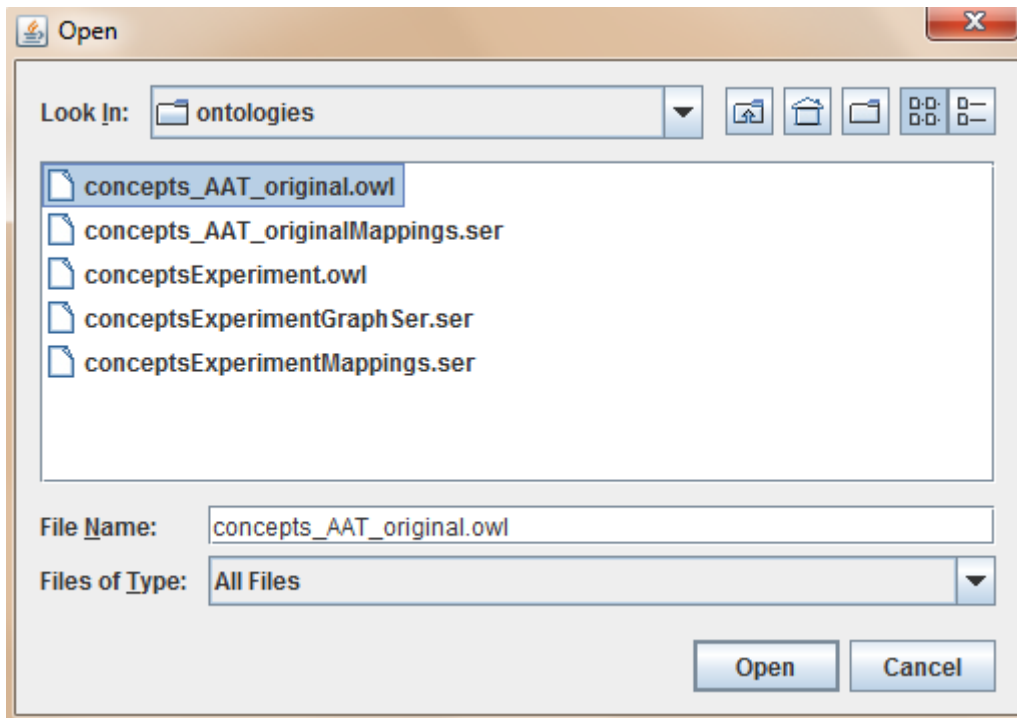 Open
Look In: ontologies
concepts_AAT_original.owl
concepts_AAT_originalMappings.ser
conceptsExperiment.owl
conceptsExperimentGraphSer.ser
conceptsExperimentMappings.ser
File Name: concepts_AAT_original.owl
Files of Type: All Files
Open Cancel